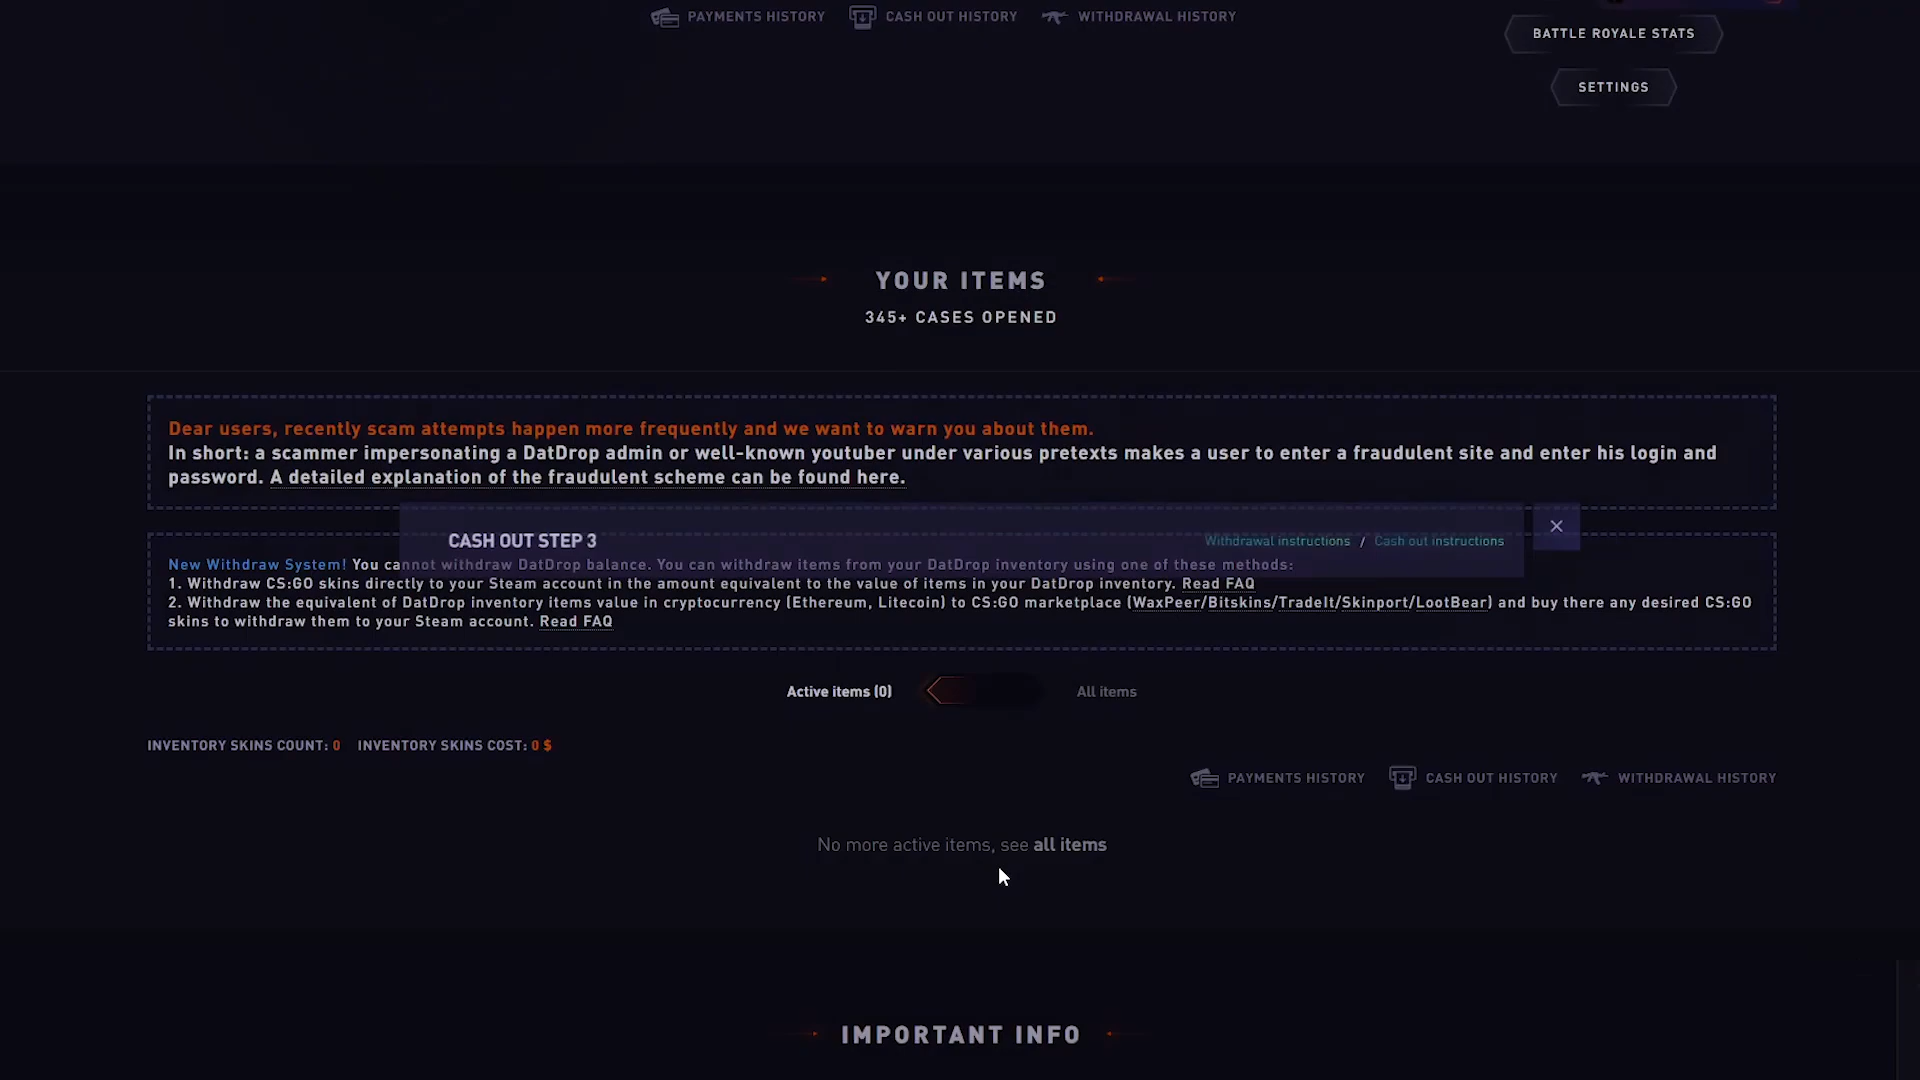 PAYMENTS HISTORY CASH OUT HISTORY WITHDRAWAL HISTORY
BATTLE ROYALE STATS
SETTINGS
YOUR ITEMS
345+ CASES OPENED
Dear users, recently scam attempts happen more frequently and we want to warn you about them.
In short: a scammer impersonating a DatDrop admin or well-known youtuber under various pretexts makes a user to enter a fraudulent site and enter his login and
password. A detailed explanation of the fraudulent scheme can be found here.
CASH OUT STEP 3 Withdrawal instructions / Cash out instructions
New Withdraw System! You cannot withdraw DatDrop balance. You can withdraw items from your DatDrop inventory using one of these methods:
1. Withdraw CS:GO skins directly to your Steam account in the amount equivalent to the value of items in your DatDrop inventory. Read FAQ
2. Withdraw the equivalent of DatDrop inventory items value in cryptocurrency (Ethereum, Litecoin) to CS:GO marketplace (WaxPeer/Bitskins/TradeIt/Skinport/LootBear) and buy there any desired CS:GO
skins to withdraw them to your Steam account. Read FAQ
Active items (0) All items
INVENTORY SKINS COUNT: 0 INVENTORY SKINS COST: 0 $
PAYMENTS HISTORY CASH OUT HISTORY WITHDRAWAL HISTORY
No more active items, see all items
IMPORTANT INFO